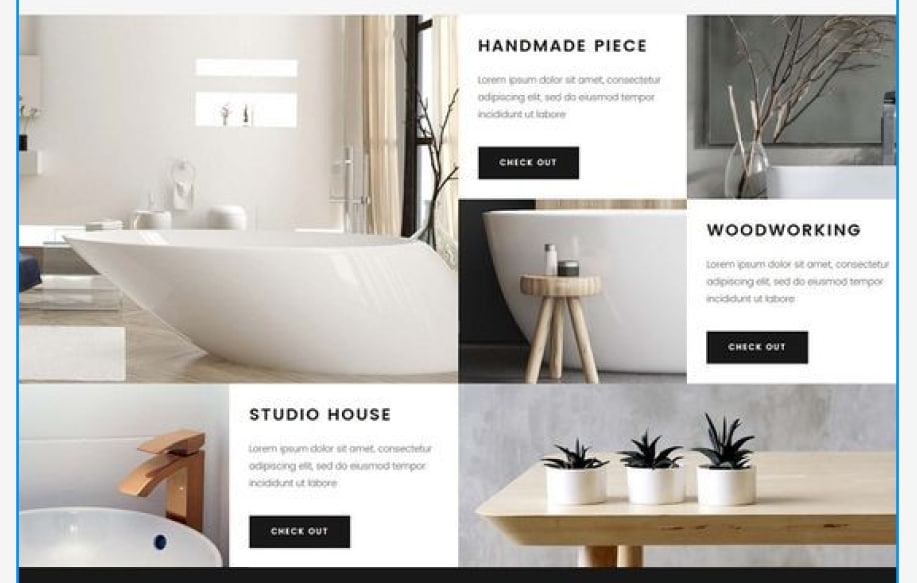 HANDMADE PIECE
Lorem ipsum dolor sit amet, consectetur
adipiscing elit, sed do eiusmod tempor
incididunt ut labore
CHECK OUT
WOODWORKING
Lorem ipsum dolor sit amet, consectetur
adipiscing elit, sed do eiusmod tempor
incididunt ut labore
CHECK OUT
STUDIO HOUSE
Lorem ipsum dolor sit amet, consectetur
adipiscing elit, sed do eiusmod tempor
incididunt ut labore
CHECK OUT